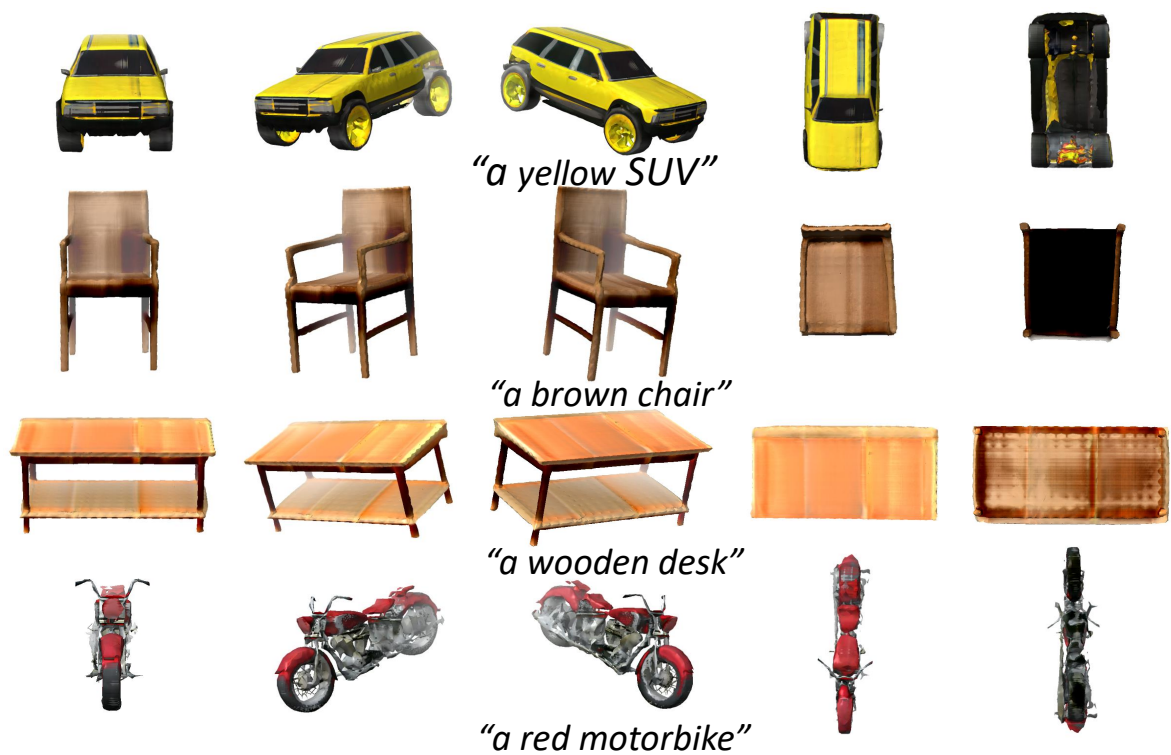 “a yellow SUV”
“a brown chair”
“a wooden desk”
“a red motorbike”